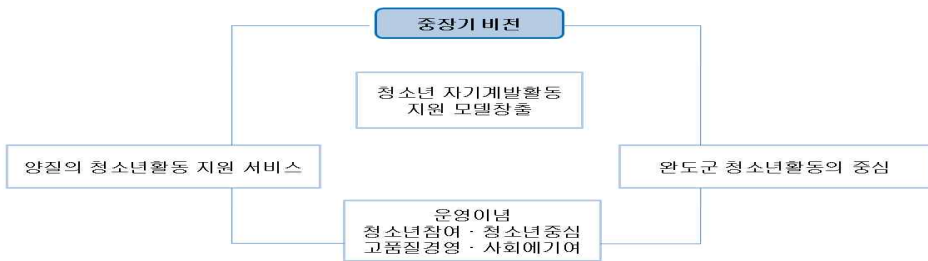 중장기 비전
청소년 자기계발활동
지원 모델창출
양질의 청소년활동 지원 서비스
완도군 청소년활동의 중심
운영이념
청소년참여 · 청소년중심
고품질경영 · 사회에기여